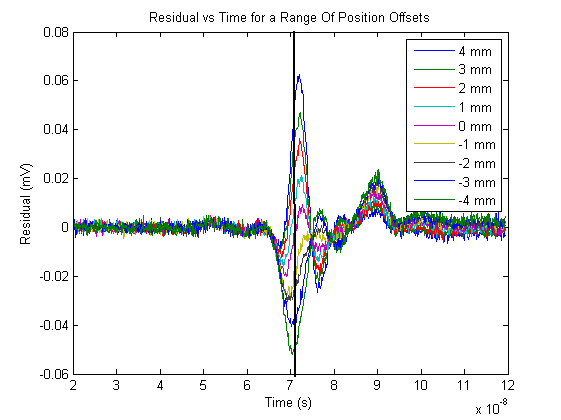 Residual vs Time for a Range Of Position Offsets
0.08
0.06
0.04
0.02
0
-0.02
-0.04
-0.06
Residual (mV)
4 mm
3 mm
2 mm
1 mm
0 mm
-1 mm
-2 mm
-3 mm
-4 mm
2 3 4 5 6 7 8 9 10 11 12
Time (s)
x 10⁻⁸